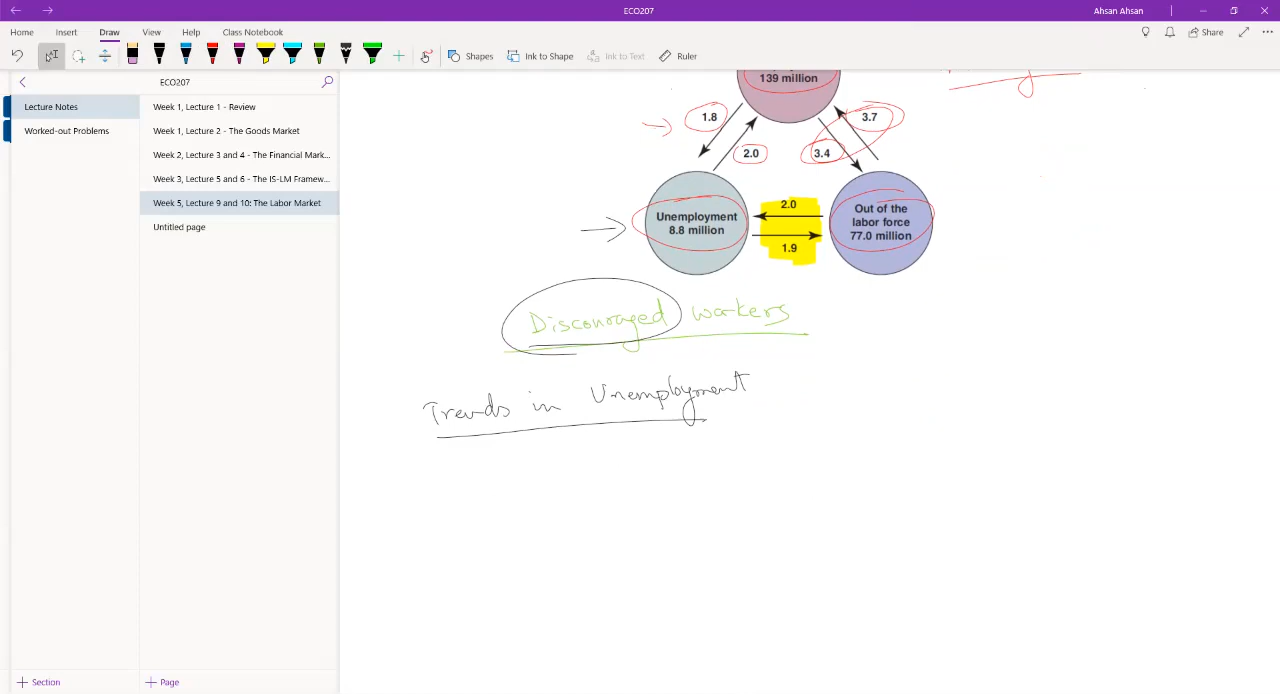 ECO207
Ahsan Ahsan
Home Insert Draw View Help Class Notebook
Share
Shapes Ink to Shape Ink to Text Ruler
ECO207
Lecture Notes
Worked-out Problems
Week 1, Lecture 1 - Review
Week 1, Lecture 2 - The Goods Market
Week 2, Lecture 3 and 4 - The Financial Mark...
Week 3, Lecture 5 and 6 - The IS-LM Framew...
Week 5, Lecture 9 and 10: The Labor Market
Untitled page
139 million
1.8
3.7
2.0
3.4
Unemployment
8.8 million
2.0
1.9
Out of the
labor force
77.0 million
Discouraged workers
Trends in Unemployment
Section
Page